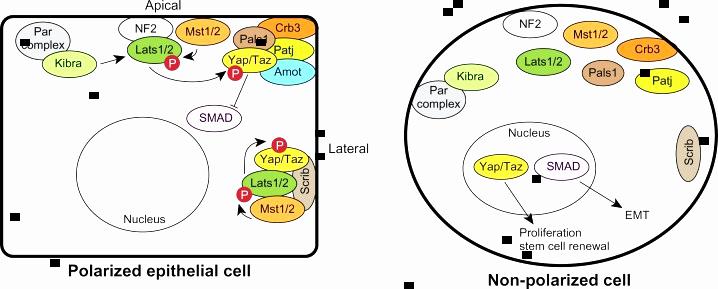 Apical
Par
complex
Kibra
NF2
Lats1/2
P
Mst1/2
Crb3
Pals1
Patj
Yap/Taz
P
Amot
SMAD
P
Yap/Taz
Lats1/2
P
Mst1/2
Scrib
Lateral
Nucleus
Polarized epithelial cell
NF2
Mst1/2
Crb3
Lats1/2
Pals1
Patj
Kibra
Par
complex
Scrib
Nucleus
Yap/Taz
SMAD
EMT
Proliferation
stem cell renewal
Non-polarized cell